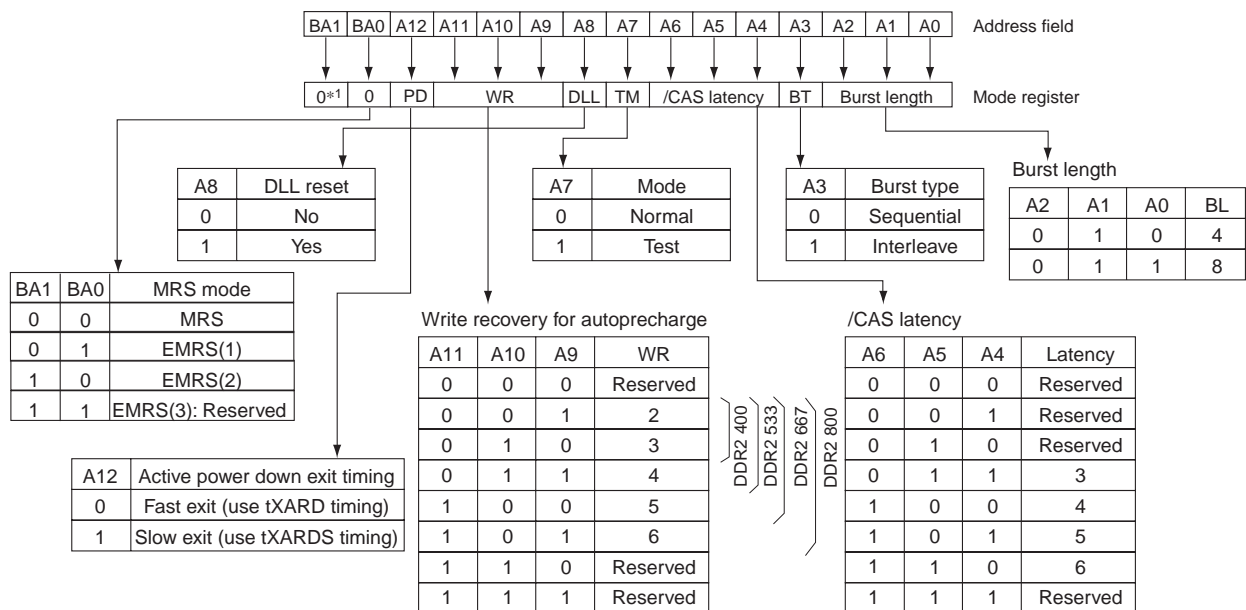 BA1 BA0 A12 A11 A10 A9 A8 A7 A6 A5 A4 A3 A2 A1 A0 Address field
0*1 0 PD WR DLL TM /CAS latency BT Burst length Mode register
A8 DLL reset
0 No
1 Yes
A7 Mode
0 Normal
1 Test
A3 Burst type
0 Sequential
1 Interleave
Burst length
A2 A1 A0 BL
0 1 0 4
0 1 1 8
BA1 BA0 MRS mode
0 0 MRS
0 1 EMRS(1)
1 0 EMRS(2)
1 1 EMRS(3): Reserved
A12 Active power down exit timing
0 Fast exit (use tXARD timing)
1 Slow exit (use tXARDS timing)
Write recovery for autoprecharge
A11 A10 A9 WR
0 0 0 Reserved
0 0 1 2
0 1 0 3
0 1 1 4
1 0 0 5
1 0 1 6
1 1 0 Reserved
1 1 1 Reserved
DDR2 400
DDR2 533
DDR2 667
DDR2 800
/CAS latency
A6 A5 A4 Latency
0 0 0 Reserved
0 0 1 Reserved
0 1 0 Reserved
0 1 1 3
1 0 0 4
1 0 1 5
1 1 0 6
1 1 1 Reserved